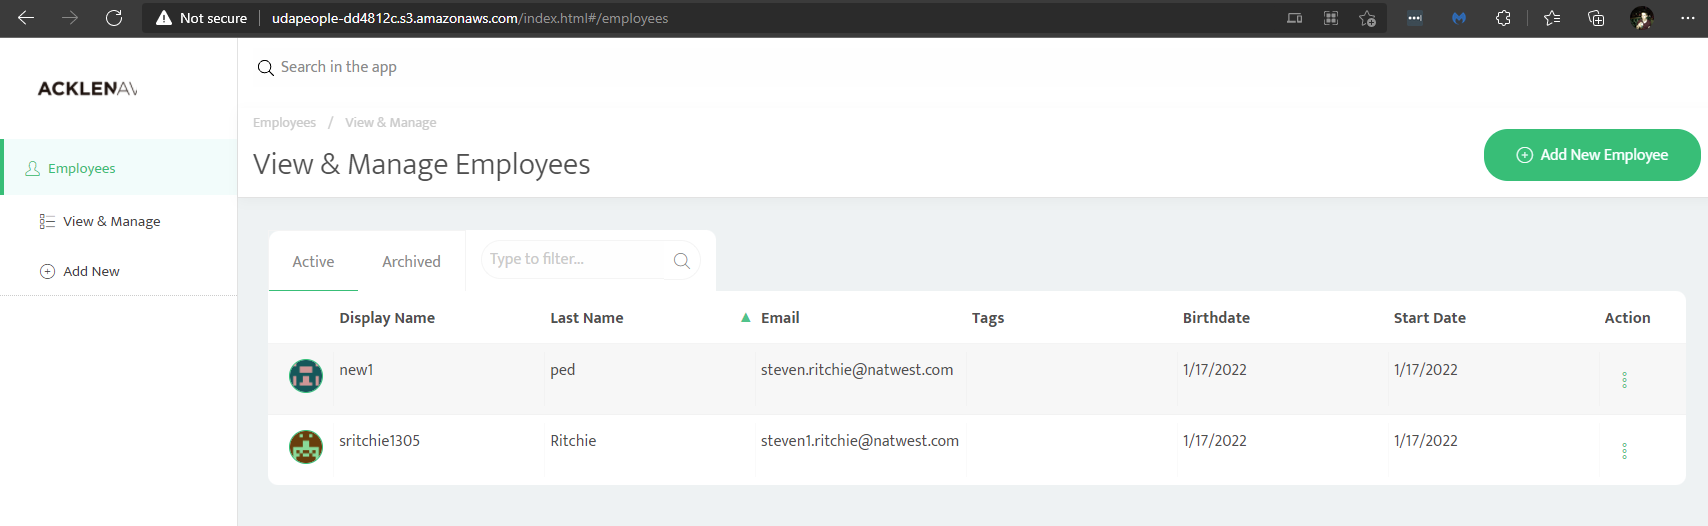 Not secure udapeople-dd4812c.s3.amazonaws.com/index.html#/employees
ACKLENAV
Search in the app
Employees / View & Manage
View & Manage Employees
Add New Employee
Employees
View & Manage
Add New
Active Archived Type to filter...
Display Name Last Name Email Tags Birthdate Start Date Action
new1 ped steven.ritchie@natwest.com 1/17/2022 1/17/2022
sritchie1305 Ritchie steven1.ritchie@natwest.com 1/17/2022 1/17/2022